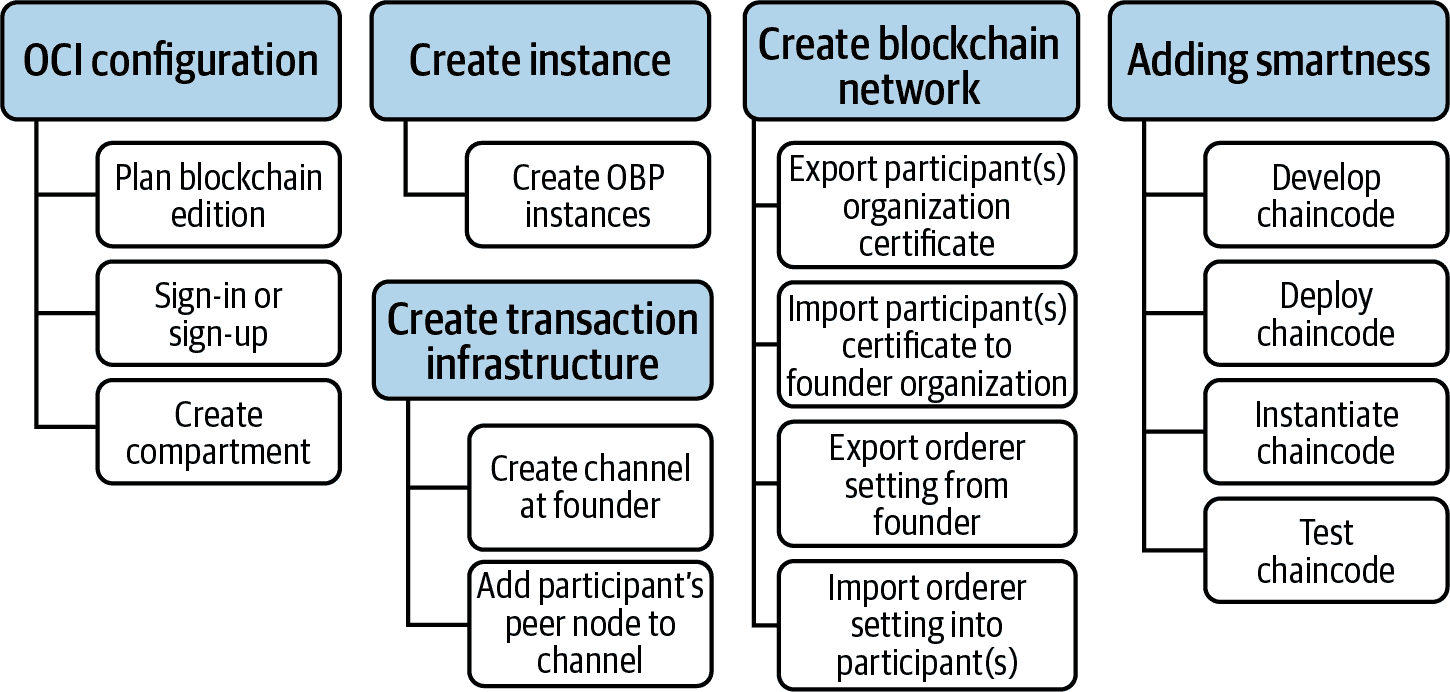 OCI configuration
Plan blockchain
edition
Sign-in or
sign-up
Create
compartment
Create instance
Create OBP
instances
Create transaction
infrastructure
Create channel
at founder
Add participant’s
peer node to
channel
Create blockchain
network
Export participant(s)
organization
certificate
Import participant(s)
certificate to
founder organization
Export orderer
setting from
founder
Import orderer
setting into
participant(s)
Adding smartness
Develop
chaincode
Deploy
chaincode
Instantiate
chaincode
Test
chaincode